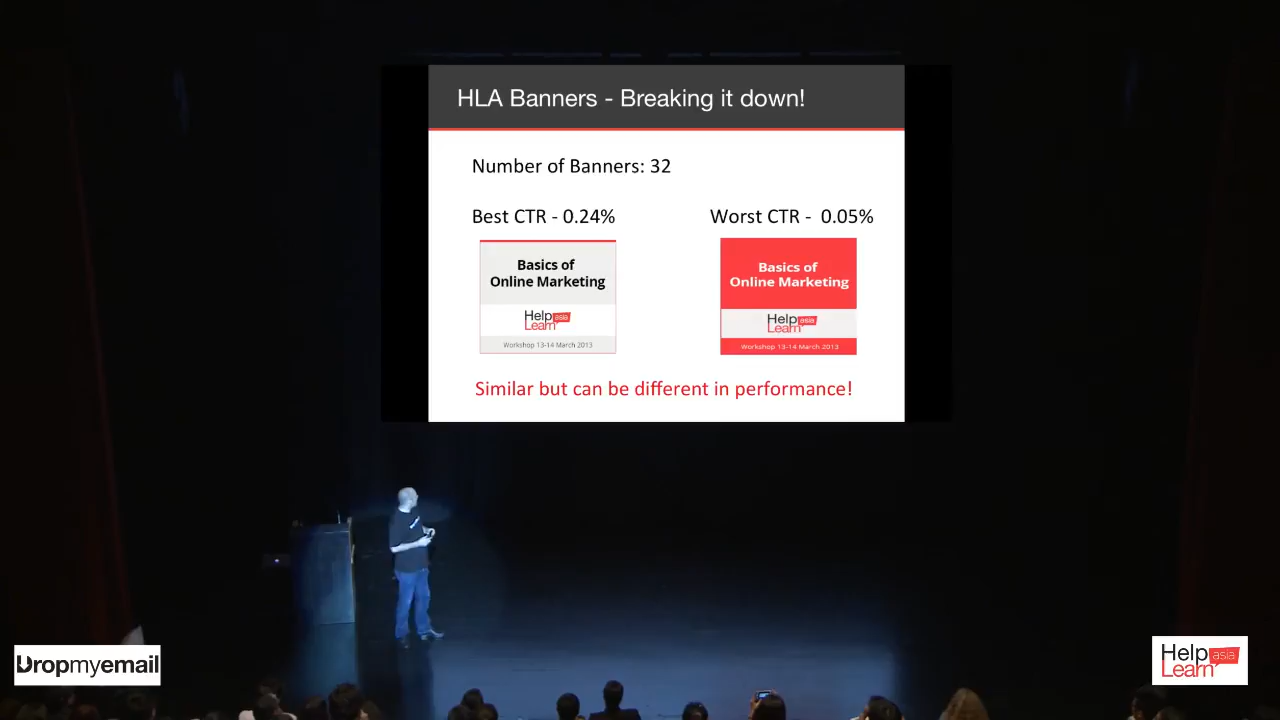 HLA Banners - Breaking it down!
Number of Banners: 32
Best CTR - 0.24%
Worst CTR - 0.05%
Basics of
Online Marketing
Help asia
Learn
Workshop 13-14 March 2013
Basics of
Online Marketing
Help asia
Learn
Workshop 13-14 March 2013
Similar but can be different in performance!
Dropmyemail
Help asia
Learn